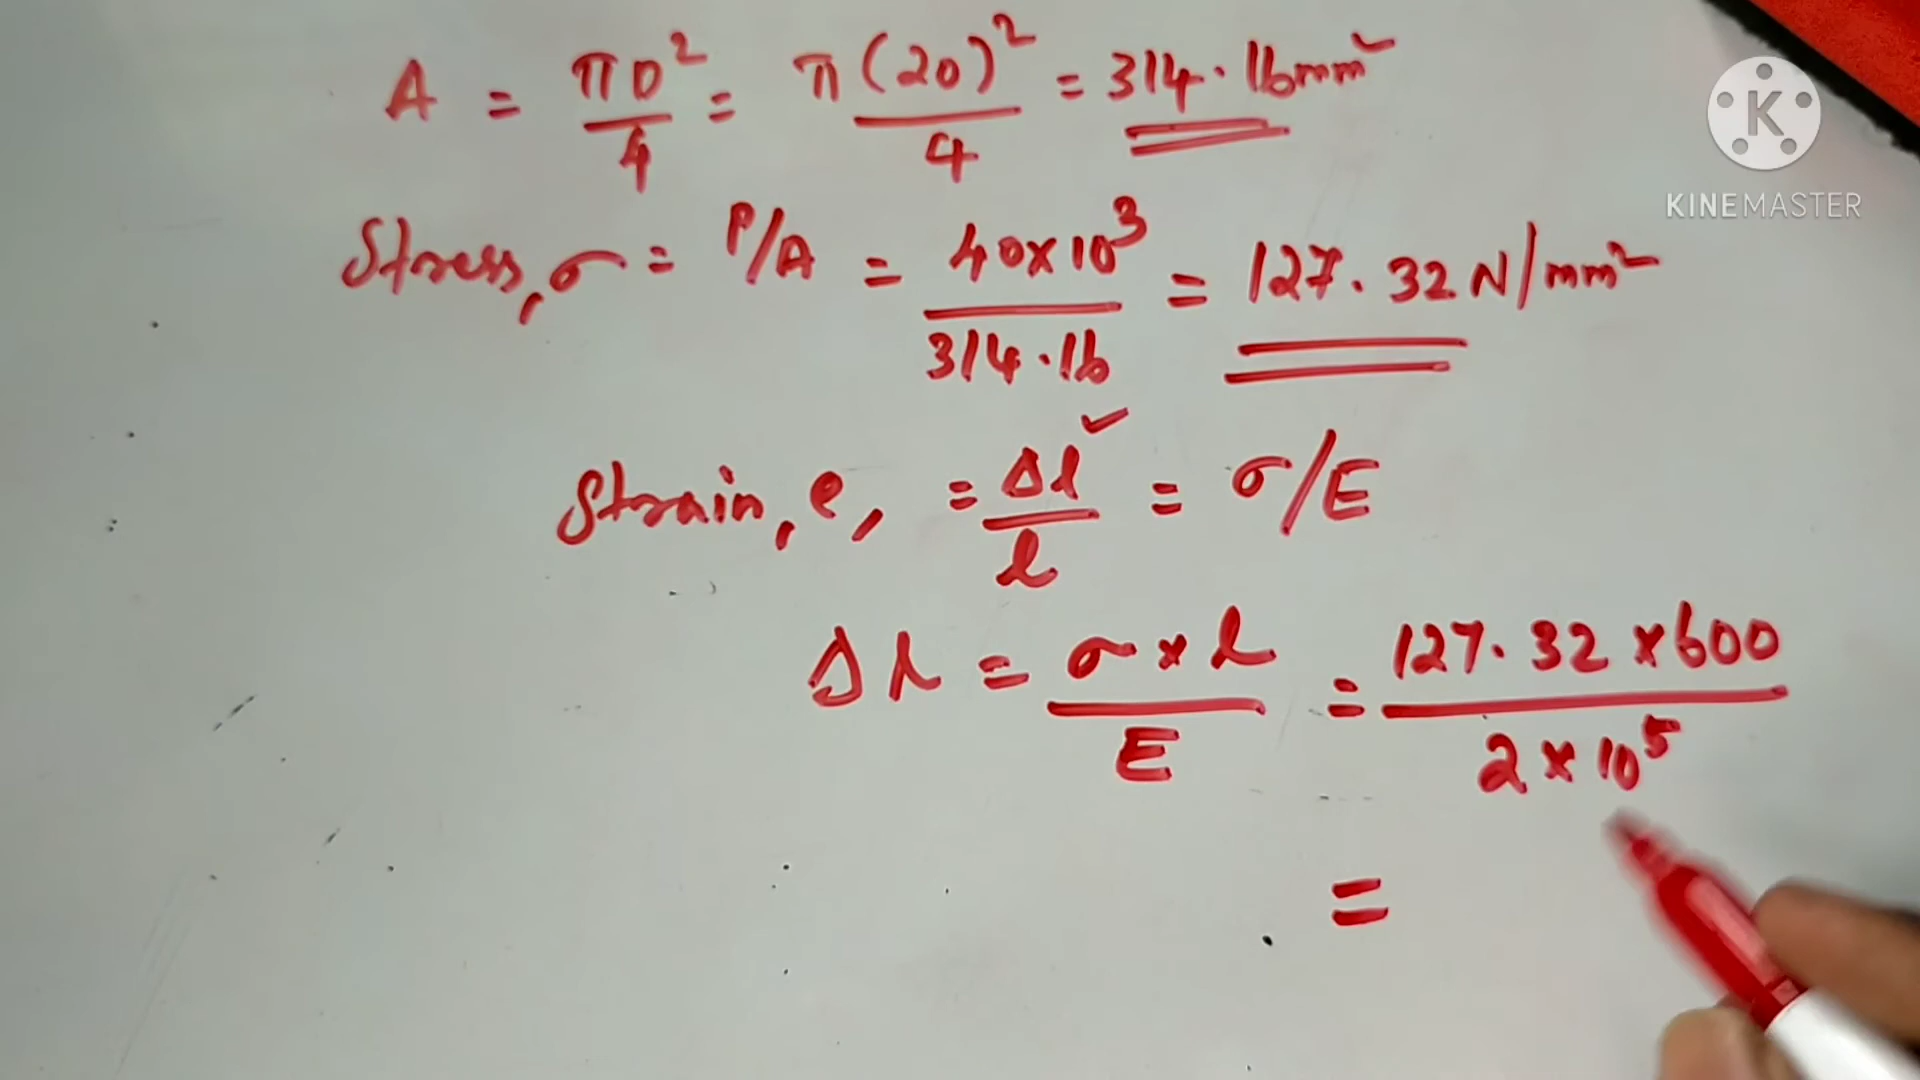 A = πD²/4 = π(20)²/4 = 314.16mm²
K
KINEMASTER
Stress, σ = P/A = 40×10³/314.16 = 127.32 N/mm²
Strain, e, = Δl/l = σ/E
Δl = σ×l/E = 127.32×600/2×10⁵
=